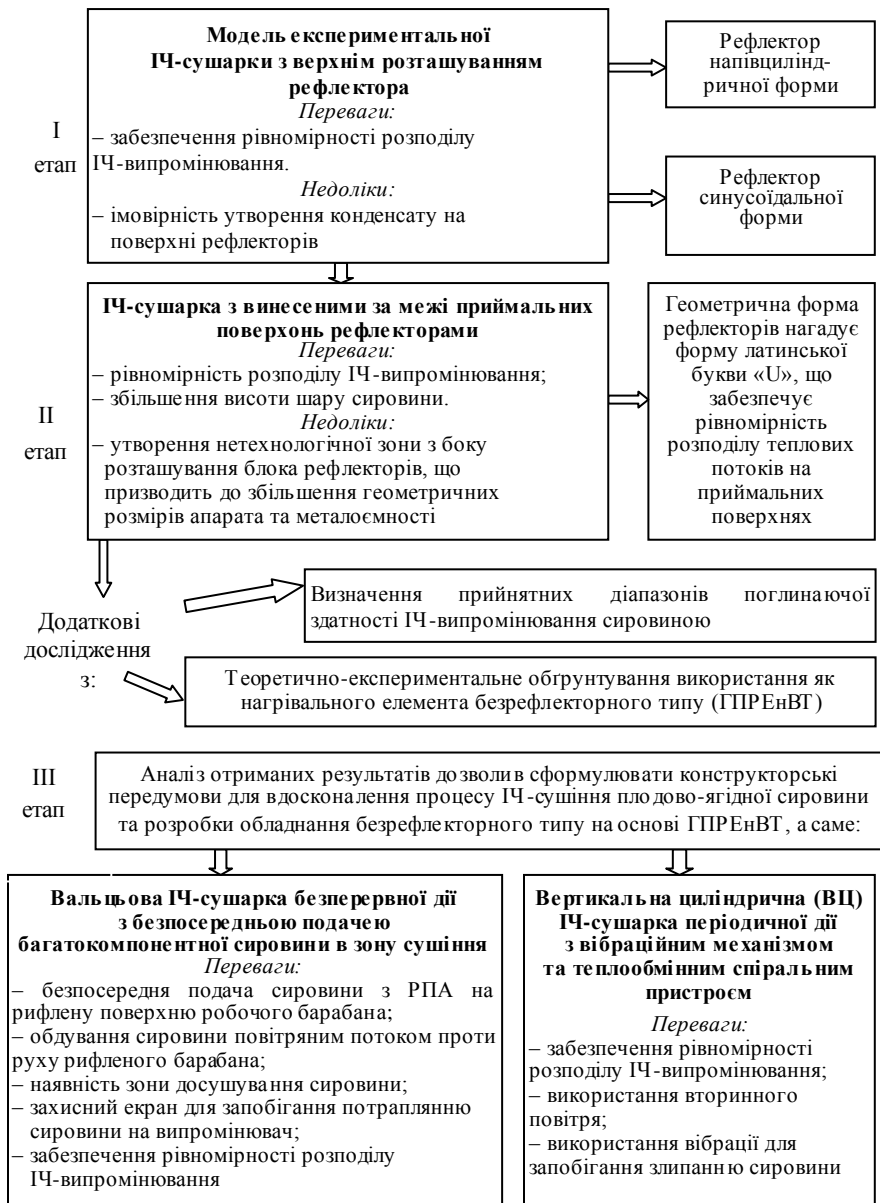 І
етап
Модель експериментальної
ІЧ-сушарки з верхнім розташуванням
рефлектора
Переваги:
– забезпечення рівномірності розподілу
ІЧ-випромінювання.
Недоліки:
– імовірність утворення конденсату на
поверхні рефлекторів
Рефлектор
напівцилінд-
ричної форми
Рефлектор
синусоїдальної
форми
ІІ
етап
ІЧ-сушарка з винесеними за межі приймальних
поверхонь рефлекторами
Переваги:
– рівномірність розподілу ІЧ-випромінювання;
– збільшення висоти шару сировини.
Недоліки:
– утворення нетехнологічної зони з боку
розташування блока рефлекторів, що
призводить до збільшення геометричних
розмірів апарата та металоємності
Геометрична форма
рефлекторів нагадує
форму латинської
букви «U», що
забезпечує
рівномірність
розподілу теплових
потоків на
приймальних
поверхнях
Додаткові
дослідження
з:
Визначення прийнятних діапазонів поглинаючої
здатності ІЧ-випромінювання сировиною
Теоретично-експериментальне обґрунтування використання як
нагрівального елемента безрефлекторного типу (ГПРЕнВТ)
ІІІ
етап
Аналіз отриманих результатів дозволив сформулювати конструкторські
передумови для вдосконалення процесу ІЧ-сушіння плодово-ягідної сировини
та розробки обладнання безрефлекторного типу на основі ГПРЕнВТ, а саме:
Вальцьова ІЧ-сушарка безперервної дії
з безпосередньою подачею
багатокомпонентної сировини в зону сушіння
Переваги:
– безпосередня подача сировини з РПА на
рифлену поверхню робочого барабана;
– обдування сировини повітряним потоком проти
руху рифленого барабана;
– наявність зони досушування сировини;
– захисний екран для запобігання потраплянню
сировини на випромінювач;
– забезпечення рівномірності розподілу
ІЧ-випромінювання
Вертикальна циліндрична (ВЦ)
ІЧ-сушарка періодичної дії
з вібраційним механізмом
та теплообмінним спіральним
пристроєм
Переваги:
– забезпечення рівномірності
розподілу ІЧ-випромінювання;
– використання вторинного
повітря;
– використання вібрації для
запобігання злипанню сировини